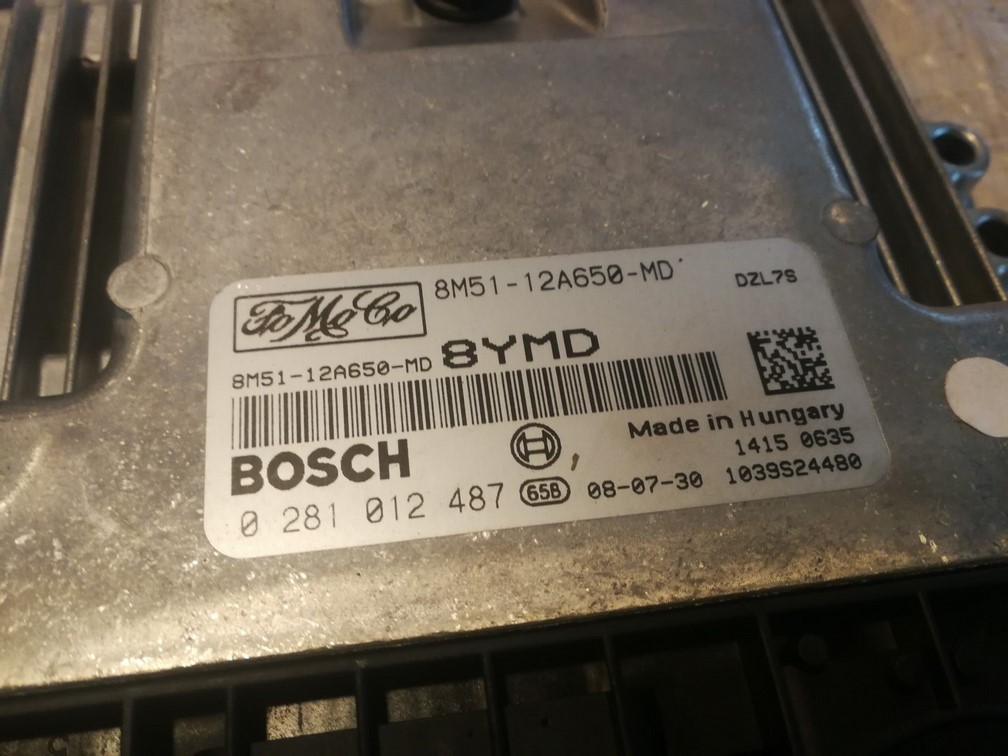 FoMoCo
8M51-12A650-MD
DZL7S
8M51-12A650-MD 8YMD
Made in Hungary
BOSCH
1415 0635
0 281 012 487 65B 08-07-30 1039S24480